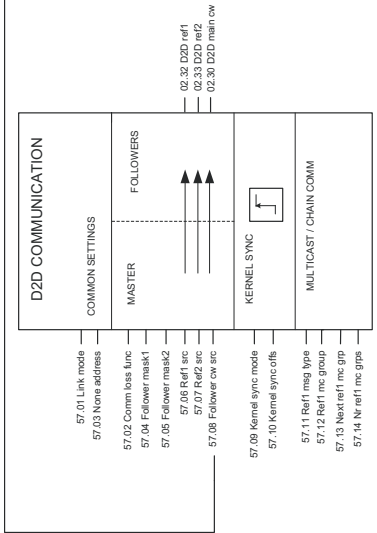 D2D COMMUNICATION
COMMON SETTINGS
57.01 Link mode
57.03 None address
MASTER
FOLLOWERS
57.02 Comm loss func
57.04 Follower mask1
57.05 Follower mask2
57.06 Ref1 src
57.07 Ref2 src
57.08 Follower cw src
02.32 D2D ref1
02.33 D2D ref2
02.30 D2D main cw
KERNEL SYNC
57.09 Kernel sync mode
57.10 Kernel sync offs
MULTICAST / CHAIN COMM
57.11 Ref1 msg type
57.12 Ref1 mc group
57.13 Next ref1 mc grp
57.14 Nr ref1 mc grps